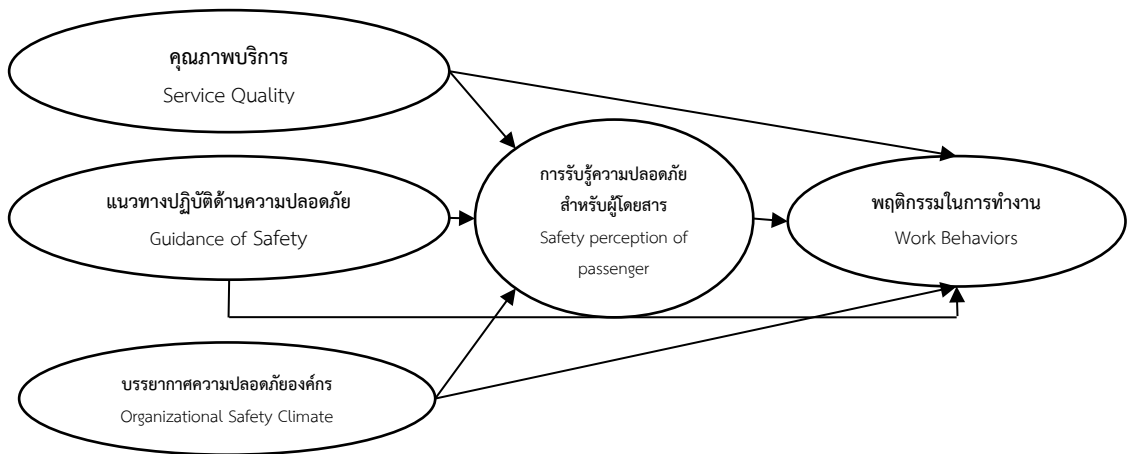 คุณภาพบริการ
Service Quality
แนวทางปฏิบัติด้านความปลอดภัย
Guidance of Safety
บรรยากาศความปลอดภัยองค์กร
Organizational Safety Climate
การรับรู้ความปลอดภัย
สำหรับผู้โดยสาร
Safety perception of
passenger
พฤติกรรมในการทำงาน
Work Behaviors